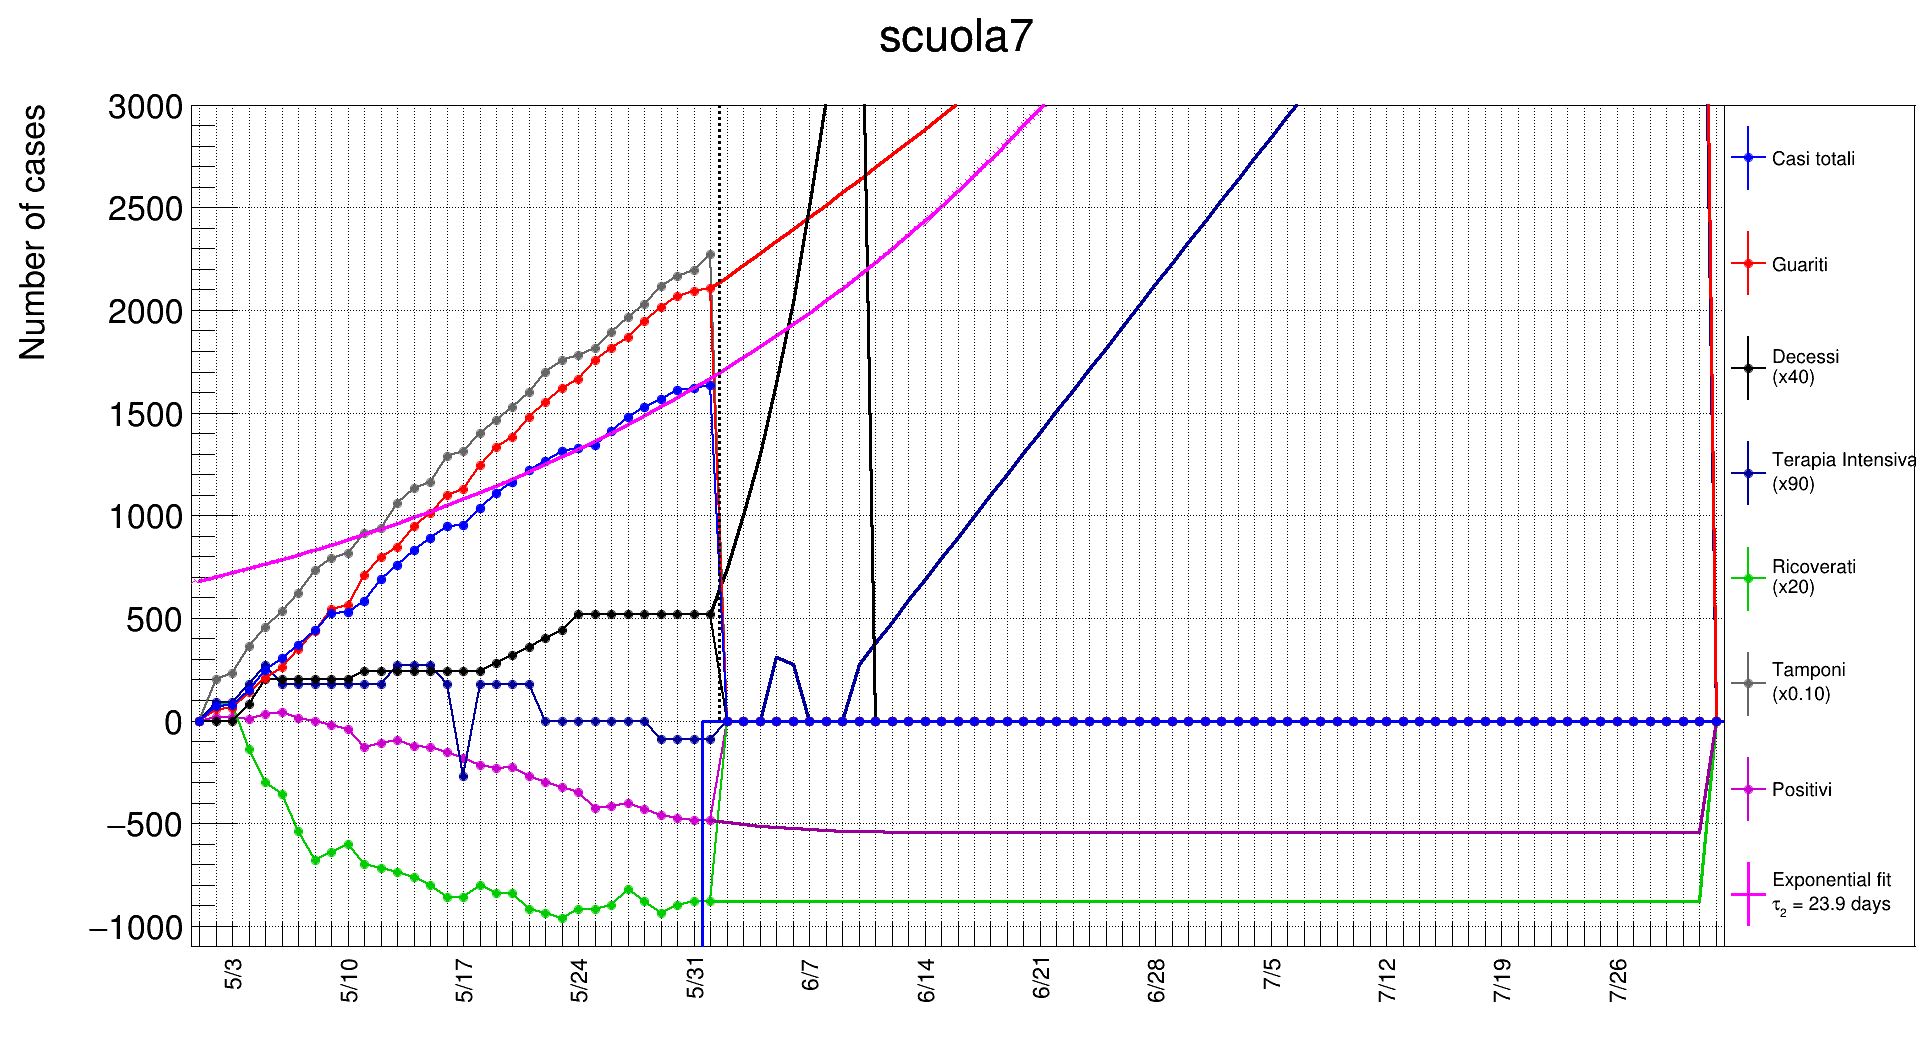 scuola7
Number of cases
3000
2500
2000
1500
1000
500
0
−500
−1000
5/3
5/10
5/17
5/24
5/31
6/7
6/14
6/21
6/28
7/5
7/12
7/19
7/26
Casi totali
Guariti
Decessi
(x40)
Terapia Intensiva
(x90)
Ricoverati
(x20)
Tamponi
(x0.10)
Positivi
Exponential fit
τ2 = 23.9 days